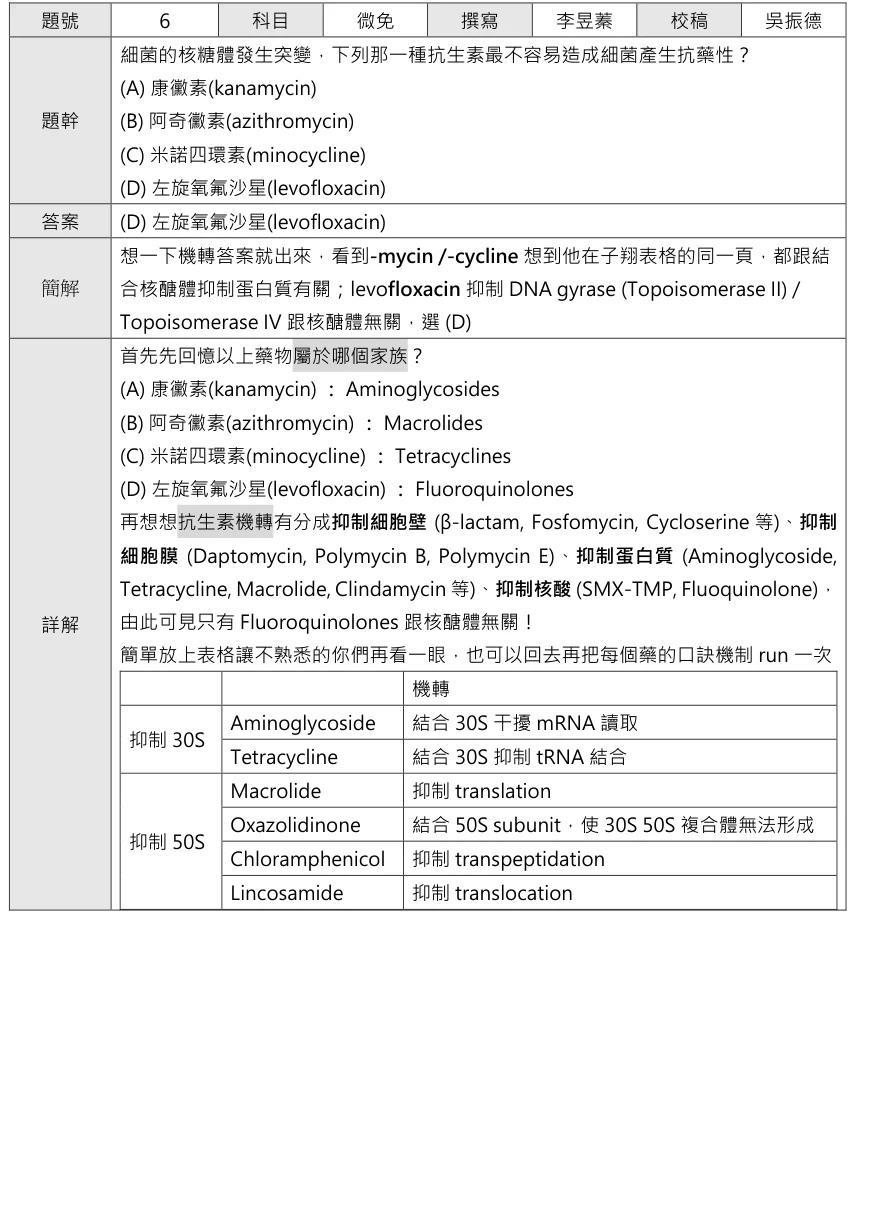 題號 6 科目 微免 撰寫 李昱蓁 校稿 吳振德
題幹
細菌的核糖體發生突變，下列那一種抗生素最不容易造成細菌產生抗藥性？
(A) 康黴素(kanamycin)
(B) 阿奇黴素(azithromycin)
(C) 米諾四環素(minocycline)
(D) 左旋氧氟沙星(levofloxacin)
答案 (D) 左旋氧氟沙星(levofloxacin)
簡解
想一下機轉答案就出來，看到-mycin /-cycline 想到他在子翔表格的同一頁，都跟結
合核醣體抑制蛋白質有關；levofloxacin 抑制 DNA gyrase (Topoisomerase II) /
Topoisomerase IV 跟核醣體無關，選 (D)
詳解
首先先回憶以上藥物屬於哪個家族？
(A) 康黴素(kanamycin) ： Aminoglycosides
(B) 阿奇黴素(azithromycin) ： Macrolides
(C) 米諾四環素(minocycline) ： Tetracyclines
(D) 左旋氧氟沙星(levofloxacin) ： Fluoroquinolones
再想想抗生素機轉有分成抑制細胞壁 (β-lactam, Fosfomycin, Cycloserine 等)、抑制
細胞膜 (Daptomycin, Polymycin B, Polymycin E)、抑制蛋白質 (Aminoglycoside,
Tetracycline, Macrolide, Clindamycin 等)、抑制核酸 (SMX-TMP, Fluoquinolone)，
由此可見只有 Fluoroquinolones 跟核醣體無關！
簡單放上表格讓不熟悉的你們再看一眼，也可以回去再把每個藥的口訣機制 run 一次
機轉
抑制 30S
Aminoglycoside 結合 30S 干擾 mRNA 讀取
Tetracycline 結合 30S 抑制 tRNA 結合
抑制 50S
Macrolide 抑制 translation
Oxazolidinone 結合 50S subunit，使 30S 50S 複合體無法形成
Chloramphenicol 抑制 transpeptidation
Lincosamide 抑制 translocation